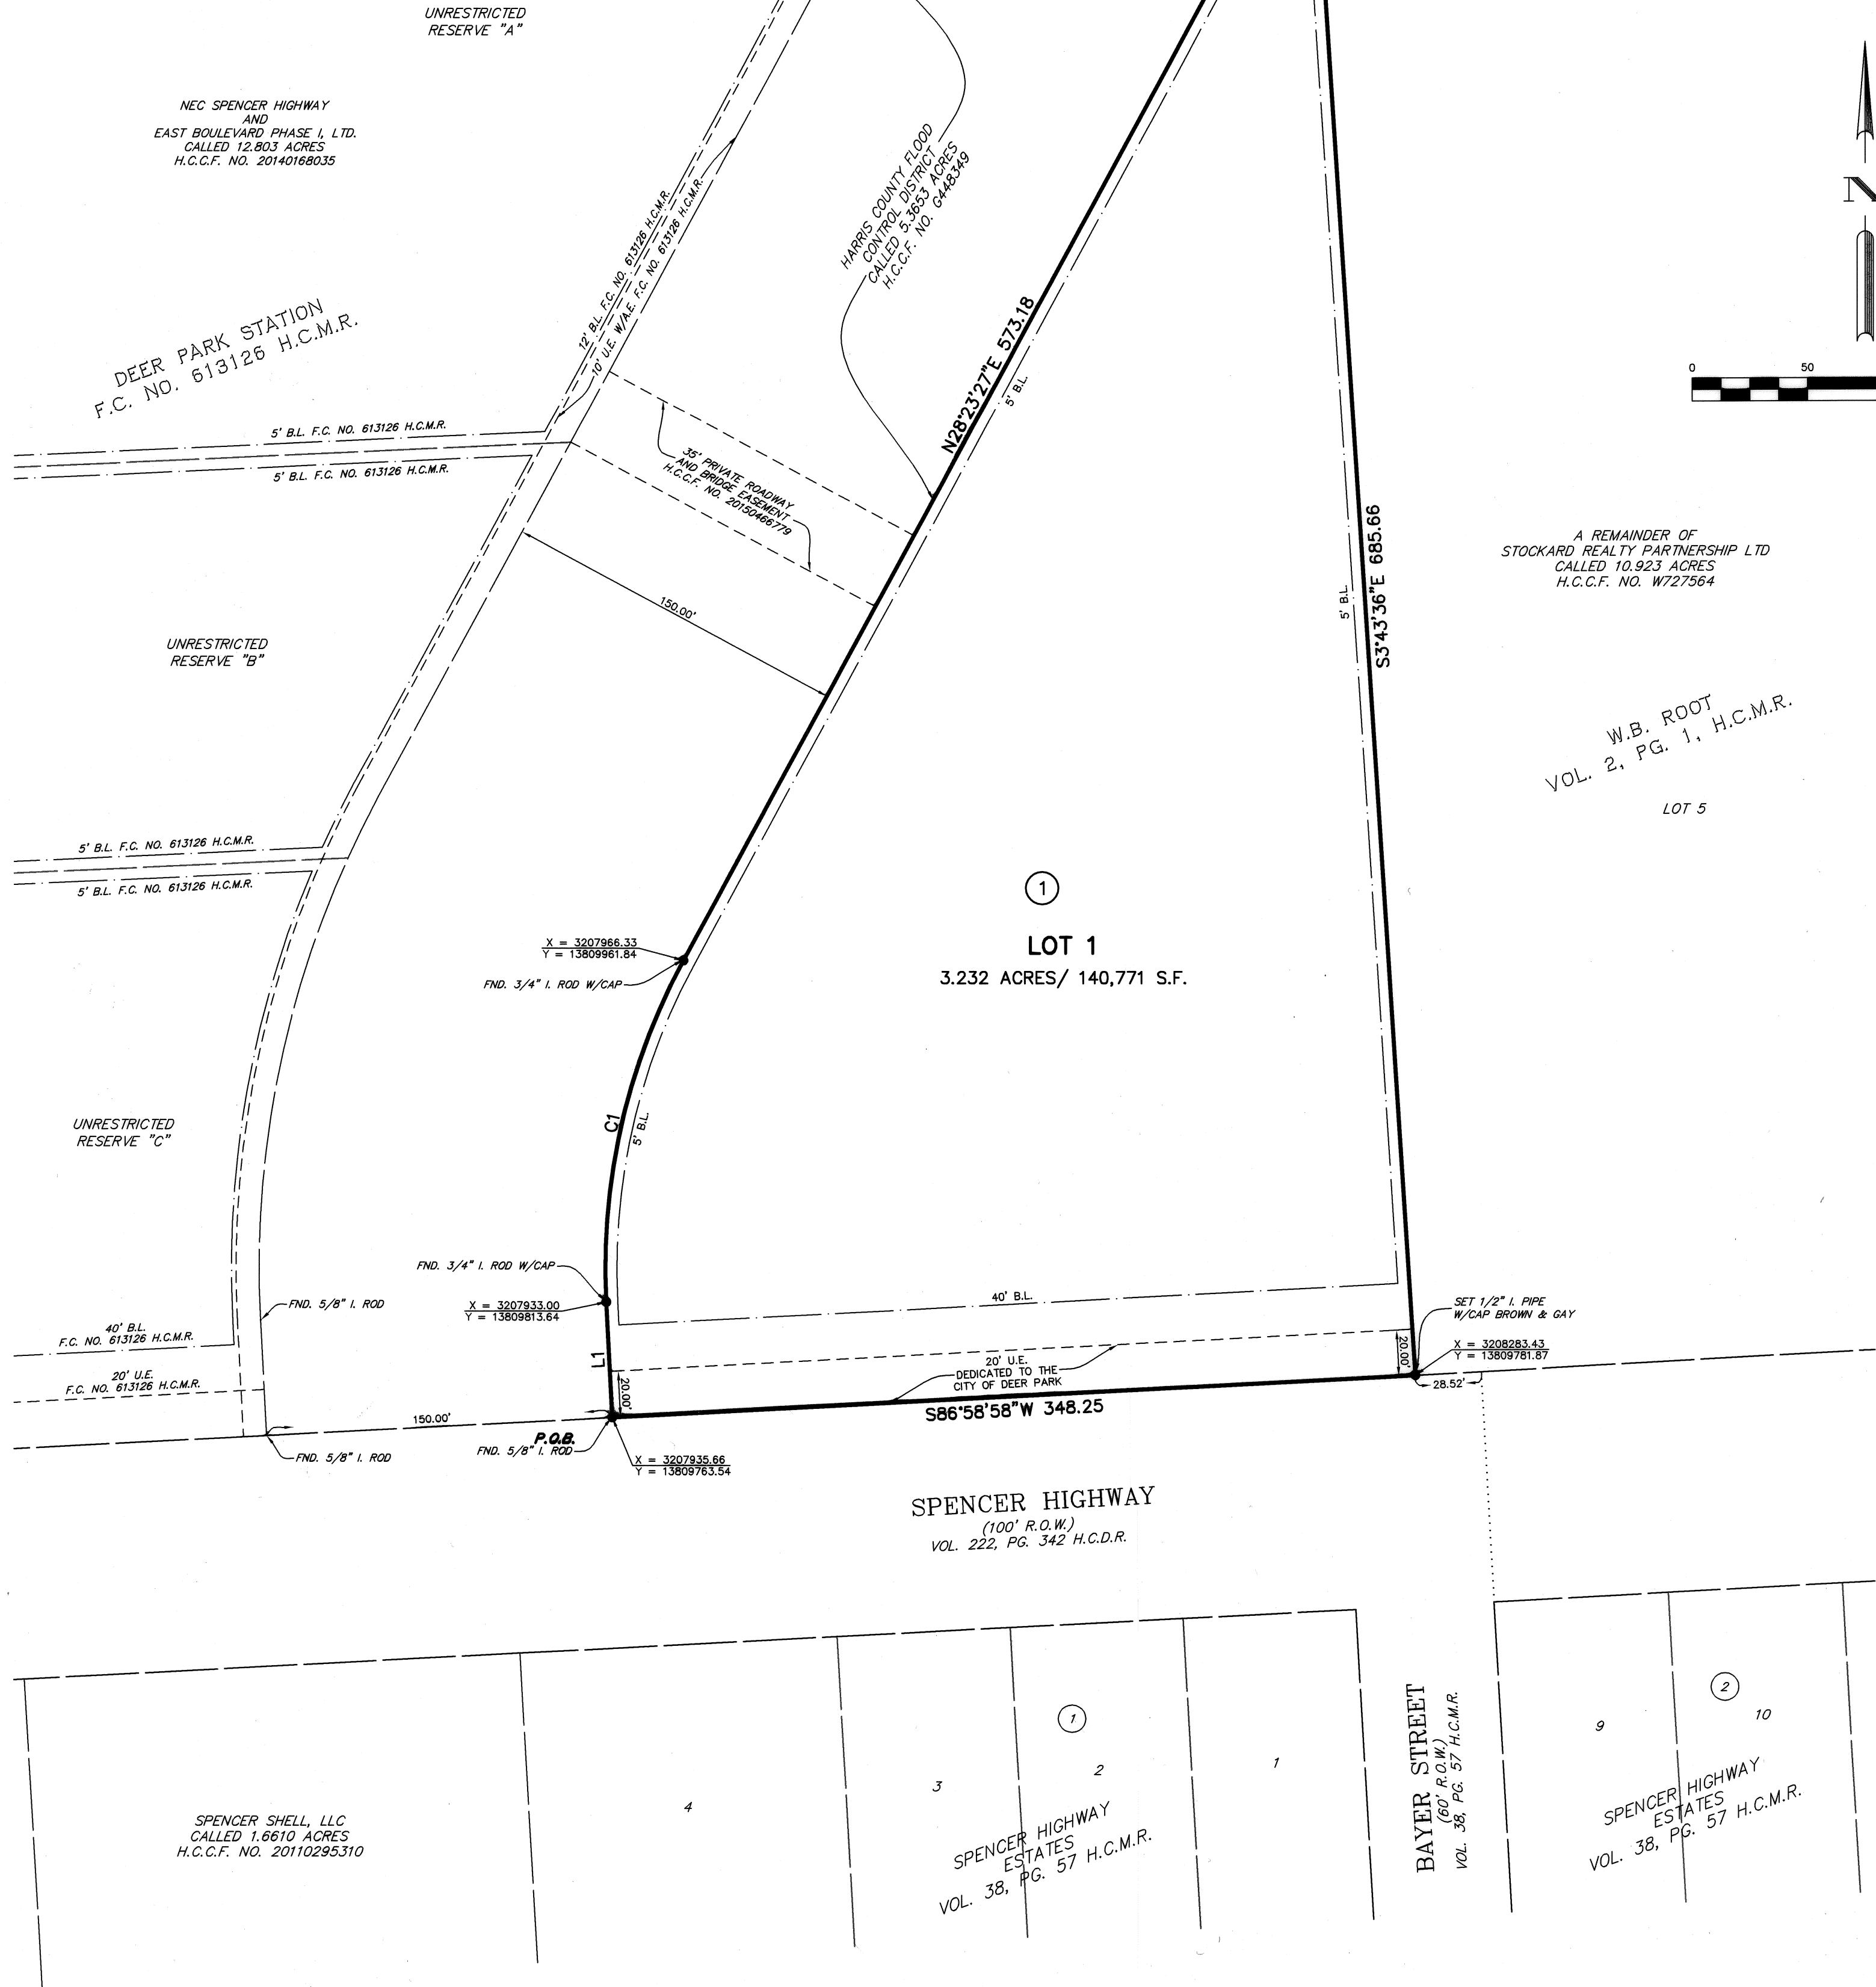 UNRESTRICTED
RESERVE "A"
NEC SPENCER HIGHWAY
AND
EAST BOULEVARD PHASE I, LTD.
CALLED 12.803 ACRES
H.C.C.F. NO. 20140168035
DEER PARK STATION
F.C. NO. 613126 H.C.M.R.
12' B.L. F.C. NO. 613126 H.C.M.R.
10' U.E. W/A.E. F.C. NO. 613126 H.C.M.R.
HARRIS COUNTY FLOOD
CONTROL DISTRICT
CALLED 5.3653 ACRES
H.C.C.F. NO. G448349
N
0 50
N28°23'27"E 573.18
5' B.L.
5' B.L. F.C. NO. 613126 H.C.M.R.
5' B.L. F.C. NO. 613126 H.C.M.R.
35' PRIVATE ROADWAY
AND BRIDGE EASEMENT
H.C.C.F. NO. 20150466779
150.00'
S3°43'36"E 685.66
5' B.L.
A REMAINDER OF
STOCKARD REALTY PARTNERSHIP LTD
CALLED 10.923 ACRES
H.C.C.F. NO. W727564
UNRESTRICTED
RESERVE "B"
W.B. ROOT
VOL. 2, PG. 1, H.C.M.R.
LOT 5
5' B.L. F.C. NO. 613126 H.C.M.R.
5' B.L. F.C. NO. 613126 H.C.M.R.
1
LOT 1
3.232 ACRES/ 140,771 S.F.
X = 3207966.33
Y = 13809961.84
FND. 3/4" I. ROD W/CAP
C1
5' B.L.
UNRESTRICTED
RESERVE "C"
FND. 3/4" I. ROD W/CAP
X = 3207933.00
Y = 13809813.64
FND. 5/8" I. ROD
40' B.L.
F.C. NO. 613126 H.C.M.R.
20' U.E.
F.C. NO. 613126 H.C.M.R.
L1
20.00'
40' B.L.
20' U.E.
DEDICATED TO THE
CITY OF DEER PARK
20.00'
SET 1/2" I. PIPE
W/CAP BROWN & GAY
X = 3208283.43
Y = 13809781.87
28.52'
S86°58'58"W 348.25
150.00'
P.O.B.
FND. 5/8" I. ROD
FND. 5/8" I. ROD
X = 3207935.66
Y = 13809763.54
SPENCER HIGHWAY
(100' R.O.W.)
VOL. 222, PG. 342 H.C.D.R.
SPENCER SHELL, LLC
CALLED 1.6610 ACRES
H.C.C.F. NO. 20110295310
4
3
1
2
1
SPENCER HIGHWAY
ESTATES
VOL. 38, PG. 57 H.C.M.R.
BAYER STREET
(60' R.O.W.)
VOL. 38, PG. 57 H.C.M.R.
2
9
10
SPENCER HIGHWAY
ESTATES
VOL. 38, PG. 57 H.C.M.R.